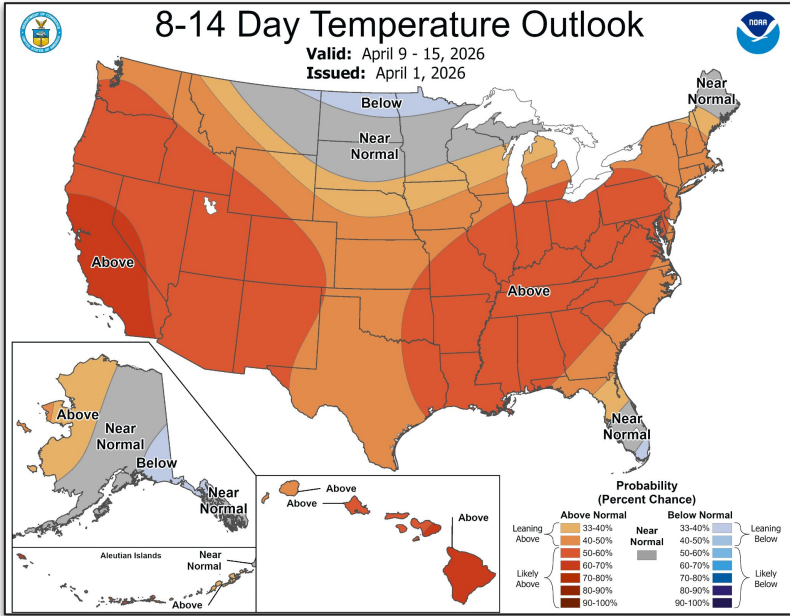 8-14 Day Temperature Outlook
Valid: April 9 - 15, 2026
Issued: April 1, 2026
NOAA
Below
Near
Normal
Near
Normal
Above
Above
Near
Normal
Above
Near
Normal
Below
Near
Normal
Aleutian Islands
Near
Normal
Above
Above
Above
Above
Probability
(Percent Chance)
Above Normal
Below Normal
Leaning
Above
Likely
Above
33-40%
40-50%
50-60%
60-70%
70-80%
80-90%
90-100%
Near
Normal
33-40%
40-50%
50-60%
60-70%
70-80%
80-90%
90-100%
Leaning
Below
Likely
Below